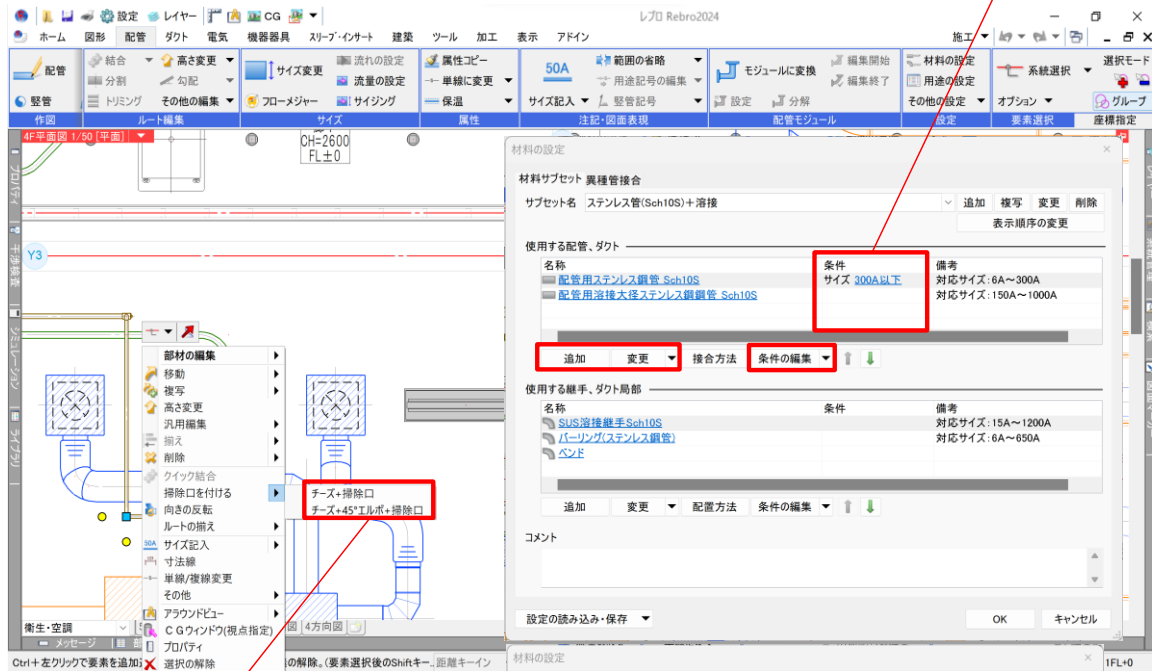 設定 レイヤー CG
レブロ Rebro2024
ホーム 図形 配管 ダクト 電気 機器器具 スリーブ・インサート 建築 ツール 加工 表示 アドイン 施工
配管 結合 高さ変更 サイズ変更 流れの設定 属性コピー 50A 範囲の省略 モジュールに変換 編集開始 材料の設定 系統選択 選択モード
分割 勾配 流量の設定 単線に変更 用途記号の編集 編集終了 用途の設定
竪管 トリミング その他の編集 フローメジャー サイジング 保温 サイズ記入 竪管記号 設定 分解 その他の設定 オプション グループ
作図 ルート編集 サイズ 属性 注記・図面表現 配管モジュール 設定 要素選択 座標指定
4F平面図 1/50 [平面]
CH=2600
FL±0
プロパティ
干渉検査
シミュレーション
ライブラリ
Y3
部材の編集
移動
複写
高さ変更
汎用編集
揃え
削除
クイック結合
掃除口を付ける
向きの反転
ルートの揃え
50A サイズ記入
寸法線
単線/複線変更
その他
アラウンドビュー
CGウィンドウ(視点指定)
プロパティ
選択の解除
チーズ+掃除口
チーズ+45°エルボ+掃除口
材料の設定
材料サブセット 異種管接合
サブセット名 ステンレス管(Sch10S)+溶接 追加 複写 変更 削除
表示順序の変更
使用する配管、ダクト
名称 条件 備考
配管用ステンレス鋼管 Sch10S サイズ 300A以下 対応サイズ:6A~300A
配管用溶接大径ステンレス鋼鋼管 Sch10S 対応サイズ:150A~1000A
追加 変更 接合方法 条件の編集
使用する継手、ダクト局部
名称 条件 備考
SUS溶接継手Sch10S 対応サイズ:15A~1200A
バーリング(ステンレス鋼管) 対応サイズ:6A~650A
ベンド
追加 変更 配置方法 条件の編集
コメント
設定の読み込み・保存 OK キャンセル
衛生・空調 図 4方向図
メッセージ
Ctrl+左クリックで要素を追加 の解除。(要素選択後のShiftキー… 距離キーイン
材料の設定
1FL+0